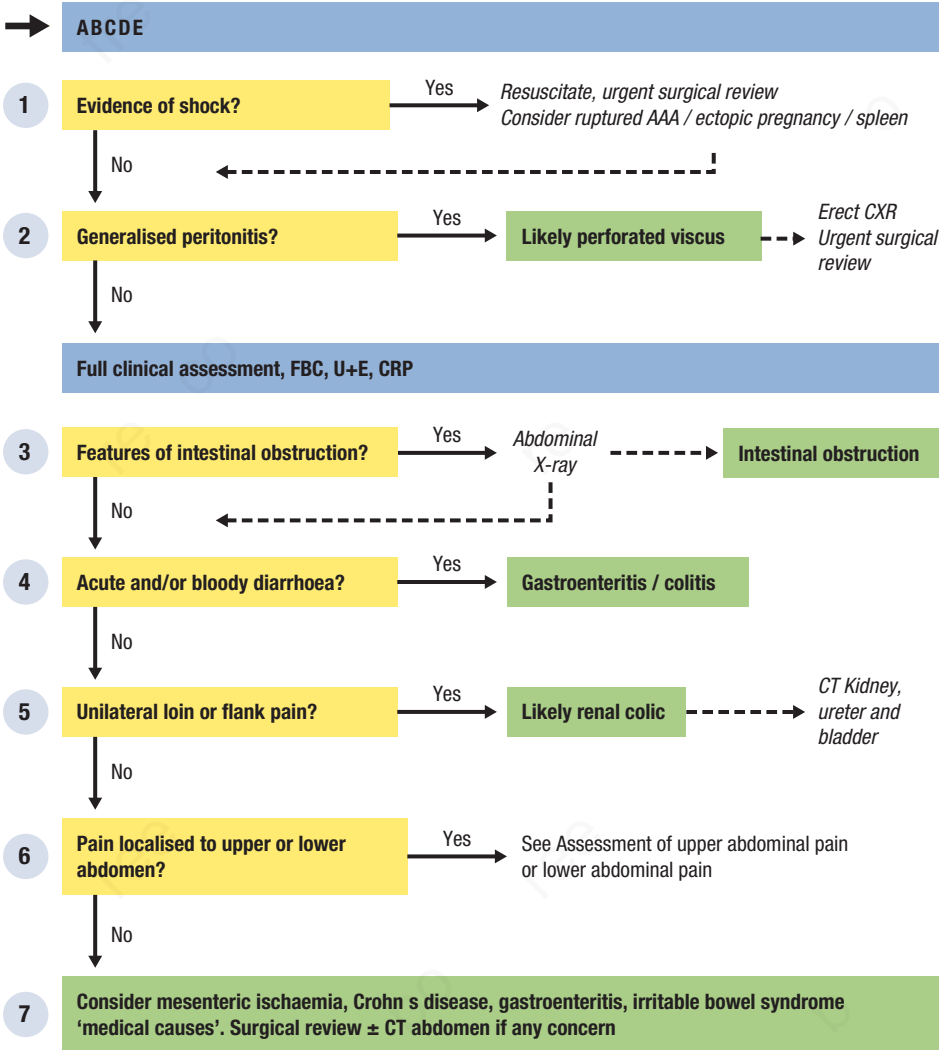 ABCDE
1
Evidence of shock?
Yes
Resuscitate, urgent surgical review
Consider ruptured AAA / ectopic pregnancy / spleen
No
2
Generalised peritonitis?
Yes
Likely perforated viscus
Erect CXR
Urgent surgical
review
No
Full clinical assessment, FBC, U+E, CRP
3
Features of intestinal obstruction?
Yes
Abdominal
X-ray
Intestinal obstruction
No
4
Acute and/or bloody diarrhoea?
Yes
Gastroenteritis / colitis
No
5
Unilateral loin or flank pain?
Yes
Likely renal colic
CT Kidney,
ureter and
bladder
No
6
Pain localised to upper or lower
abdomen?
Yes
See Assessment of upper abdominal pain
or lower abdominal pain
No
7
Consider mesenteric ischaemia, Crohn s disease, gastroenteritis, irritable bowel syndrome
‘medical causes’. Surgical review ± CT abdomen if any concern